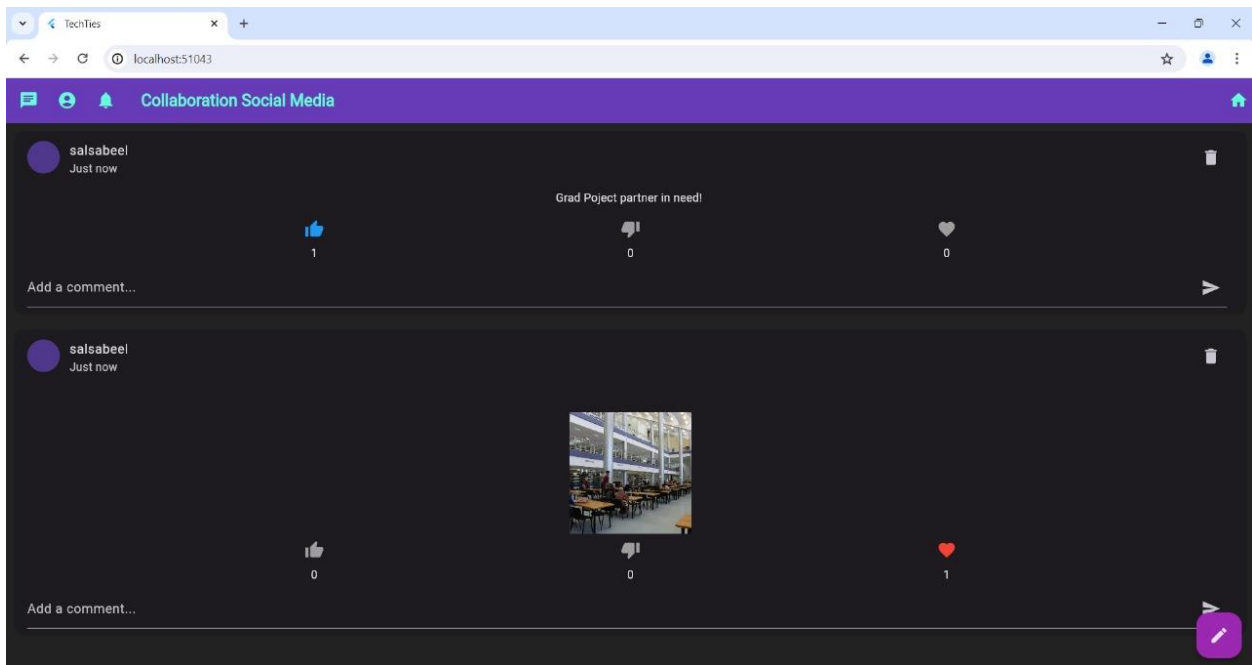 TechTies
localhost:51043
Collaboration Social Media
salsabeel
Just now
Grad Poject partner in need!
1
0
0
Add a comment...
salsabeel
Just now
0
0
1
Add a comment...